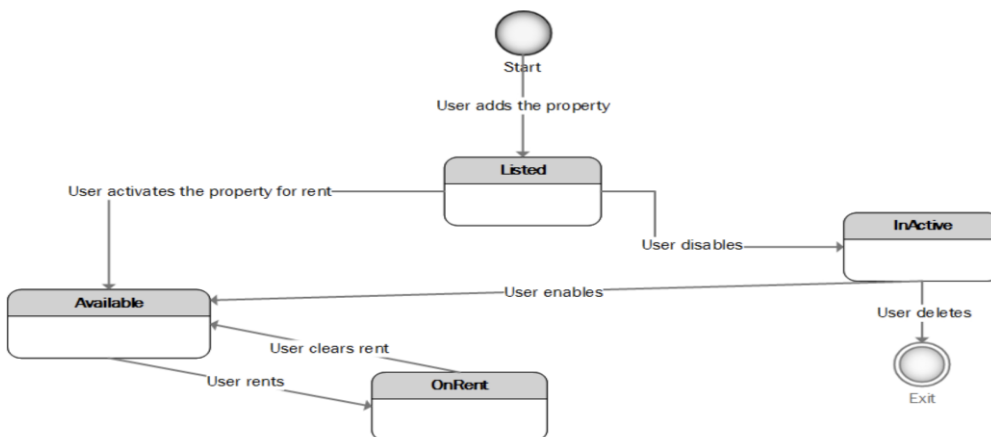 Start
User adds the property
Listed
User activates the property for rent
InActive
User disables
User enables
Available
User deletes
User clears rent
User rents
OnRent
Exit